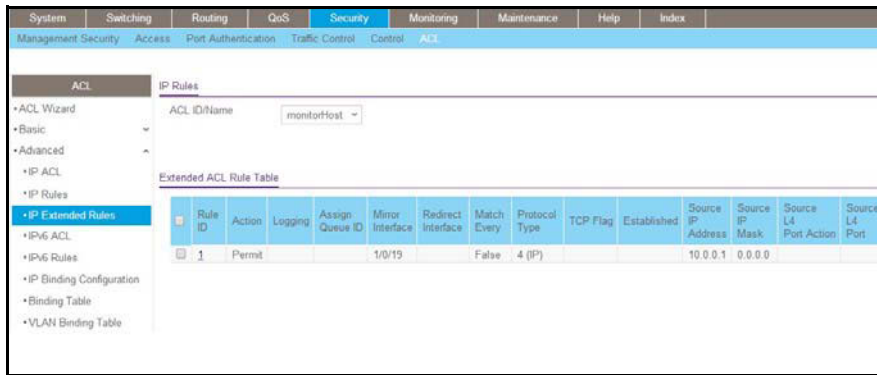 System Switching Routing QoS Security Monitoring Maintenance Help Index
Management Security Access Port Authentication Traffic Control Control ACL
ACL
IP Rules
•ACL Wizard
ACL ID/Name monitorHost
•Basic
•Advanced
•IP ACL
Extended ACL Rule Table
•IP Rules
•IP Extended Rules
•IPv6 ACL
•IPv6 Rules
•IP Binding Configuration
•Binding Table
•VLAN Binding Table
Rule ID Action Logging Assign Queue ID Mirror Interface Redirect Interface Match Every Protocol Type TCP Flag Established Source IP Address Source IP Mask Source L4 Port Action Source L4 Port
1 Permit 1/0/19 False 4 (IP) 10.0.0.1 0.0.0.0